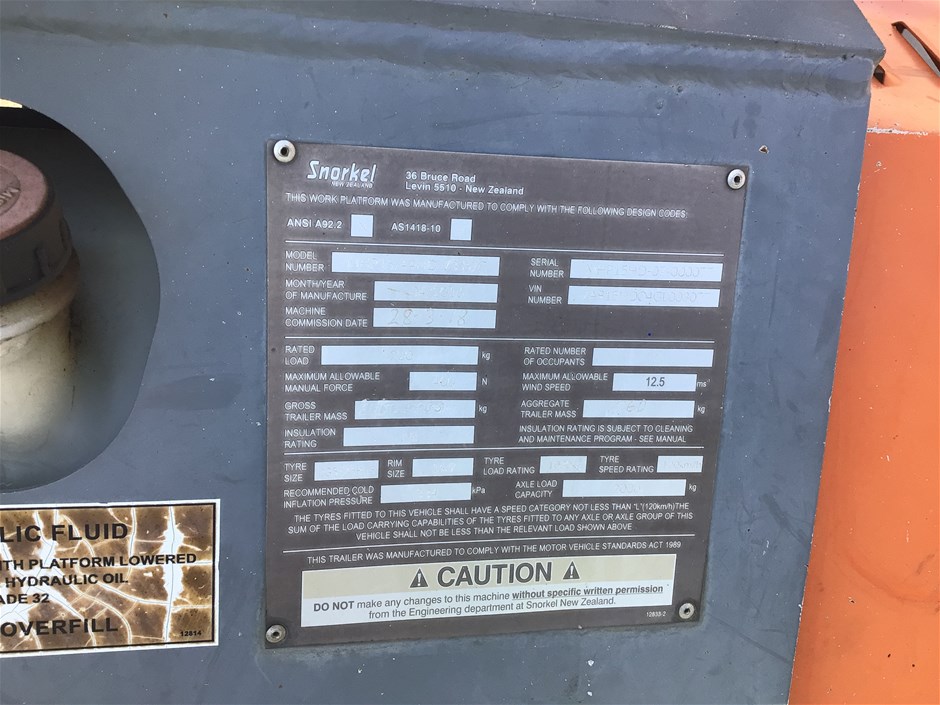 Snorkel
NEW ZEALAND
36 Bruce Road
Levin 5510 - New Zealand
THIS WORK PLATFORM WAS MANUFACTURED TO COMPLY WITH THE FOLLOWING DESIGN CODES
ANSI A92.2 AS1418-10
MODEL
NUMBER
SERIAL
NUMBER
MONTH/YEAR
OF MANUFACTURE
VIN
NUMBER
MACHINE
COMMISSION DATE
RATED
LOAD kg
RATED NUMBER
OF OCCUPANTS
MAXIMUM ALLOWABLE
MANUAL FORCE N
MAXIMUM ALLOWABLE
WIND SPEED 12.5 ms
GROSS
TRAILER MASS kg
AGGREGATE
TRAILER MASS kg
INSULATION
RATING
INSULATION RATING IS SUBJECT TO CLEANING
AND MAINTENANCE PROGRAM - SEE MANUAL
TYRE
SIZE
RIM
SIZE
TYRE
LOAD RATING
TYRE
SPEED RATING
RECOMMENDED COLD
INFLATION PRESSURE kPa
AXLE LOAD
CAPACITY kg
THE TYRES FITTED TO THIS VEHICLE SHALL HAVE A SPEED CATEGORY NOT LESS THAN "L"(120km/h)THE
SUM OF THE LOAD CARRYING CAPABILITIES OF THE TYRES FITTED TO ANY AXLE OR AXLE GROUP OF THIS
VEHICLE SHALL NOT BE LESS THAN THE RELEVANT LOAD SHOWN ABOVE
THIS TRAILER WAS MANUFACTURED TO COMPLY WITH THE MOTOR VEHICLE STANDARDS ACT 1989
CAUTION
DO NOT make any changes to this machine without specific written permission
from the Engineering department at Snorkel New Zealand.
12833-2
LIC FLUID
ITH PLATFORM LOWERED
HYDRAULIC OIL
ADE 32
OVERFILL
12814